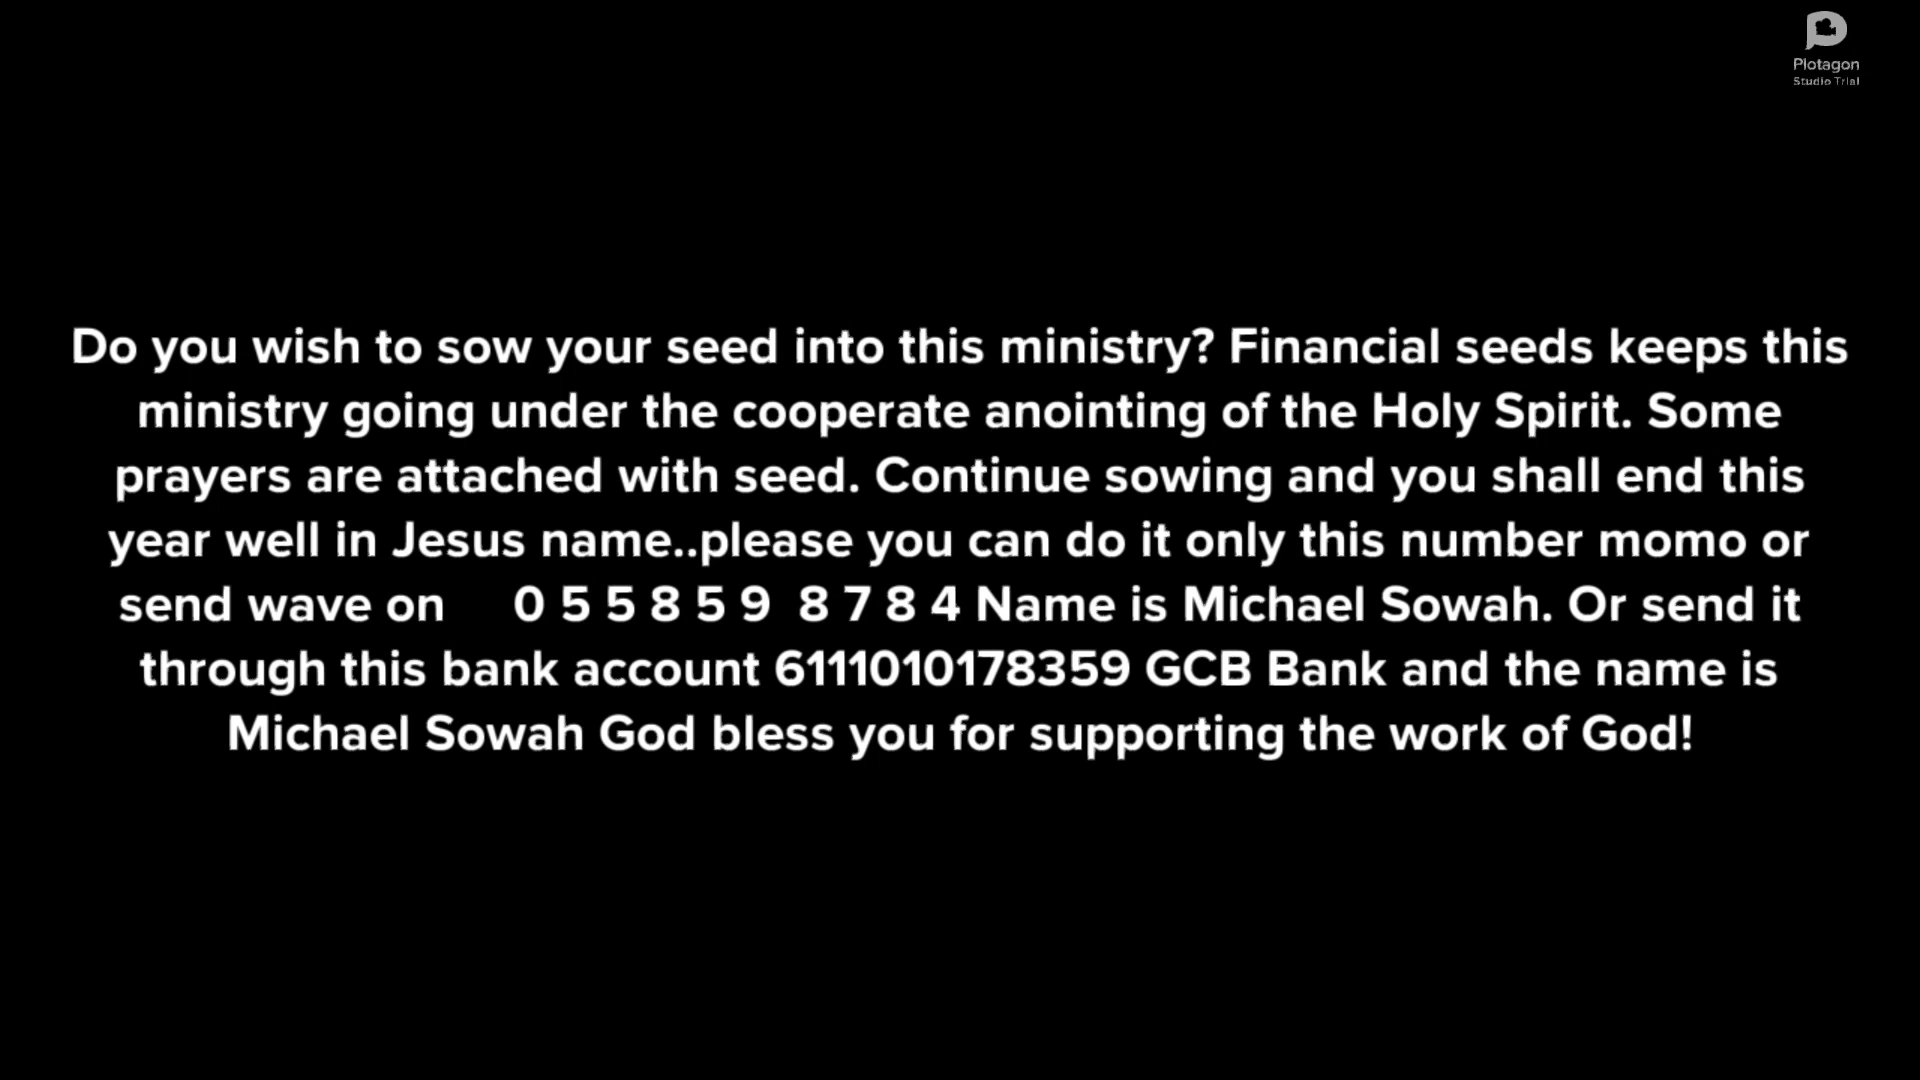 Plotagon
Studio Trial
Do you wish to sow your seed into this ministry? Financial seeds keeps this
ministry going under the cooperate anointing of the Holy Spirit. Some
prayers are attached with seed. Continue sowing and you shall end this
year well in Jesus name..please you can do it only this number momo or
send wave on 0 5 5 8 5 9 8 7 8 4 Name is Michael Sowah. Or send it
through this bank account 6111010178359 GCB Bank and the name is
Michael Sowah God bless you for supporting the work of God!